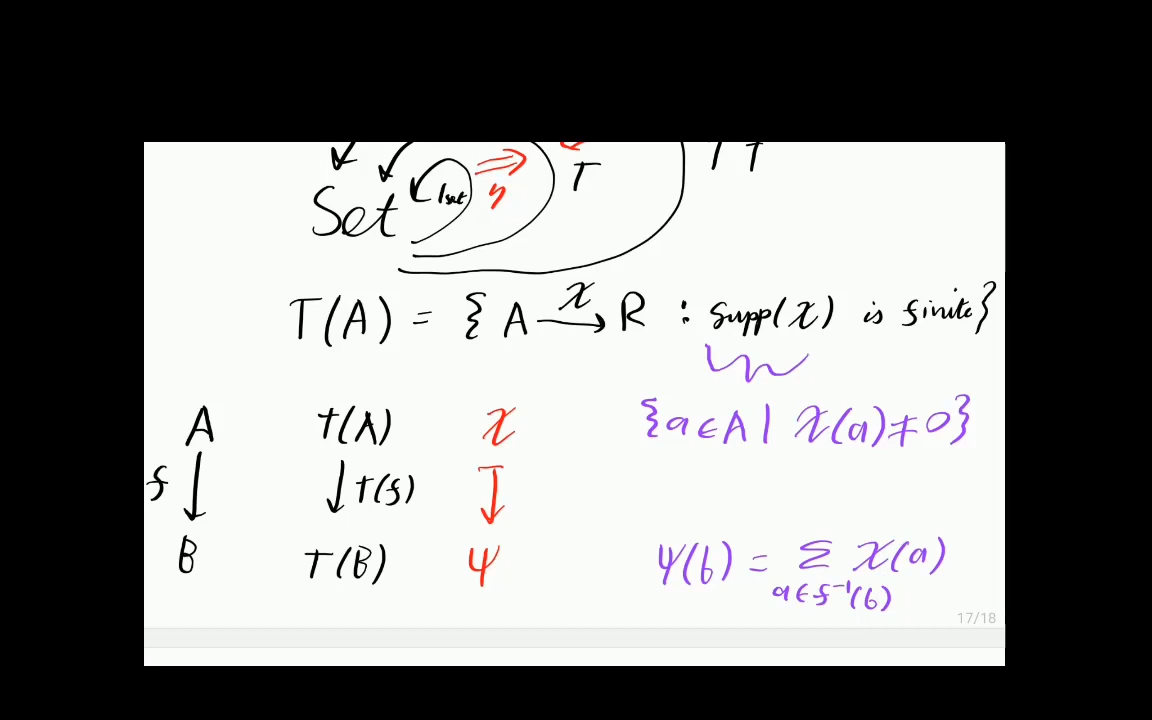 Set 1set η T
T(A) = { A χ→ R : supp(χ) is finite}
A T(A) χ {a ∈ A | χ(a) ≠ 0}
f ↓ ↓ T(f) ↧
B T(B) ψ ψ(b) = Σ χ(a)
a ∈ f⁻¹(b)
17/18